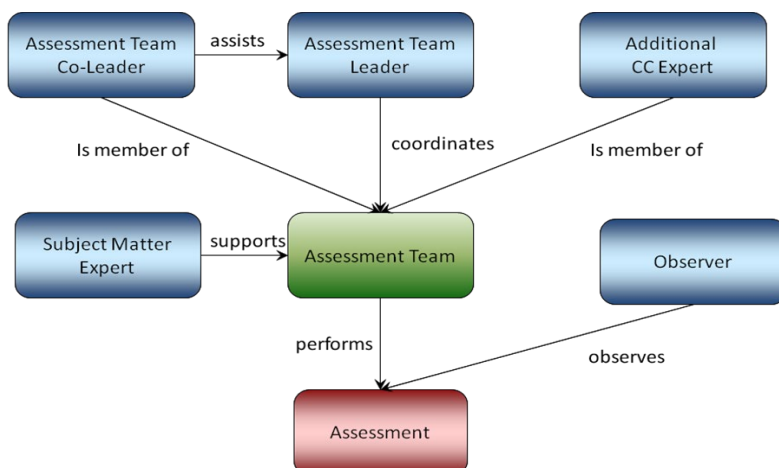 Assessment Team
Co-Leader
assists
Assessment Team
Leader
Additional
CC Expert
Is member of
coordinates
Is member of
Subject Matter
Expert
supports
Assessment Team
Observer
performs
observes
Assessment